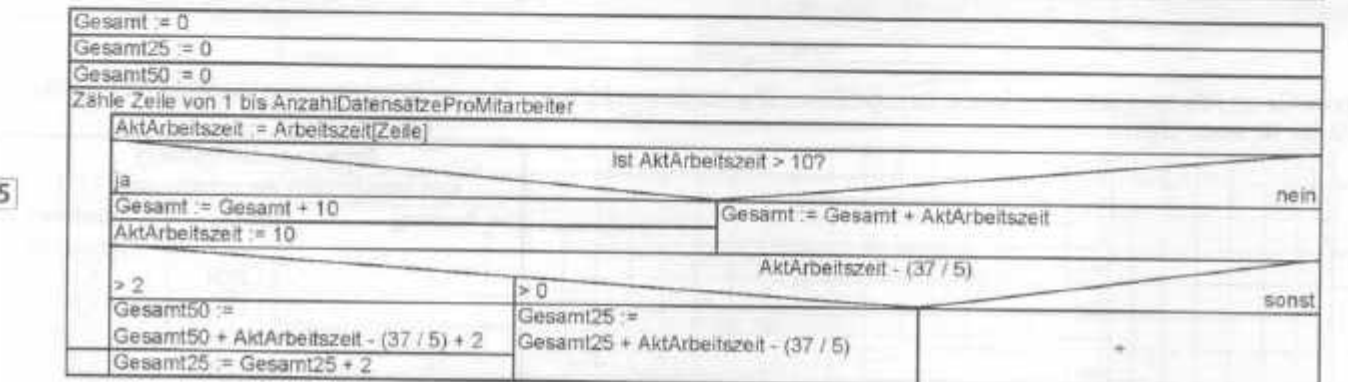 Gesamt := 0
Gesamt25 := 0
Gesamt50 := 0
Zähle Zeile von 1 bis AnzahlDatensätzeProMitarbeiter
AktArbeitszeit := Arbeitszeit[Zeile]
Ist AktArbeitszeit > 10?
ja
nein
Gesamt := Gesamt + 10
Gesamt := Gesamt + AktArbeitszeit
AktArbeitszeit := 10
AktArbeitszeit - (37 / 5)
> 2
> 0
sonst
Gesamt50 :=
Gesamt50 + AktArbeitszeit - (37 / 5) + 2
Gesamt25 := Gesamt25 + 2
Gesamt25 :=
Gesamt25 + AktArbeitszeit - (37 / 5)
5